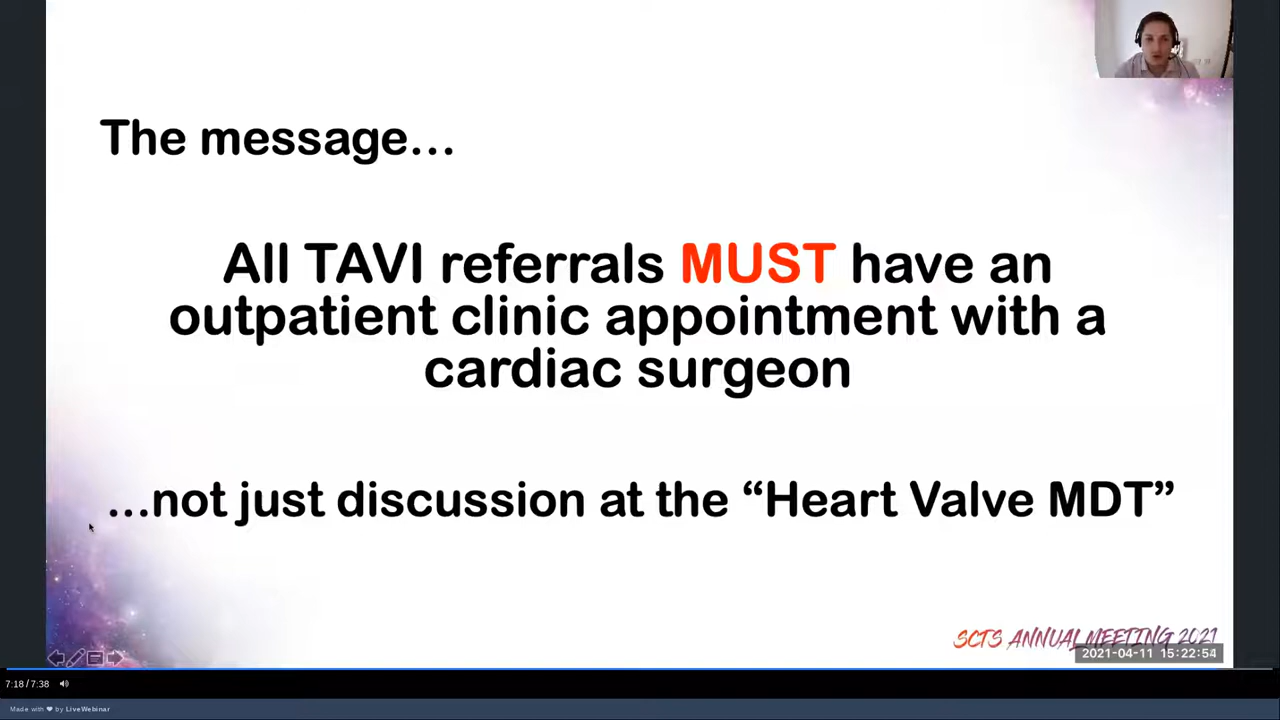 The message...
All TAVI referrals MUST have an
outpatient clinic appointment with a
cardiac surgeon
...not just discussion at the “Heart Valve MDT”
SCTS ANNUAL MEETING 2021
2021-04-11 15:22:54
7:18 / 7:38
Made with ❤ by LiveWebinar